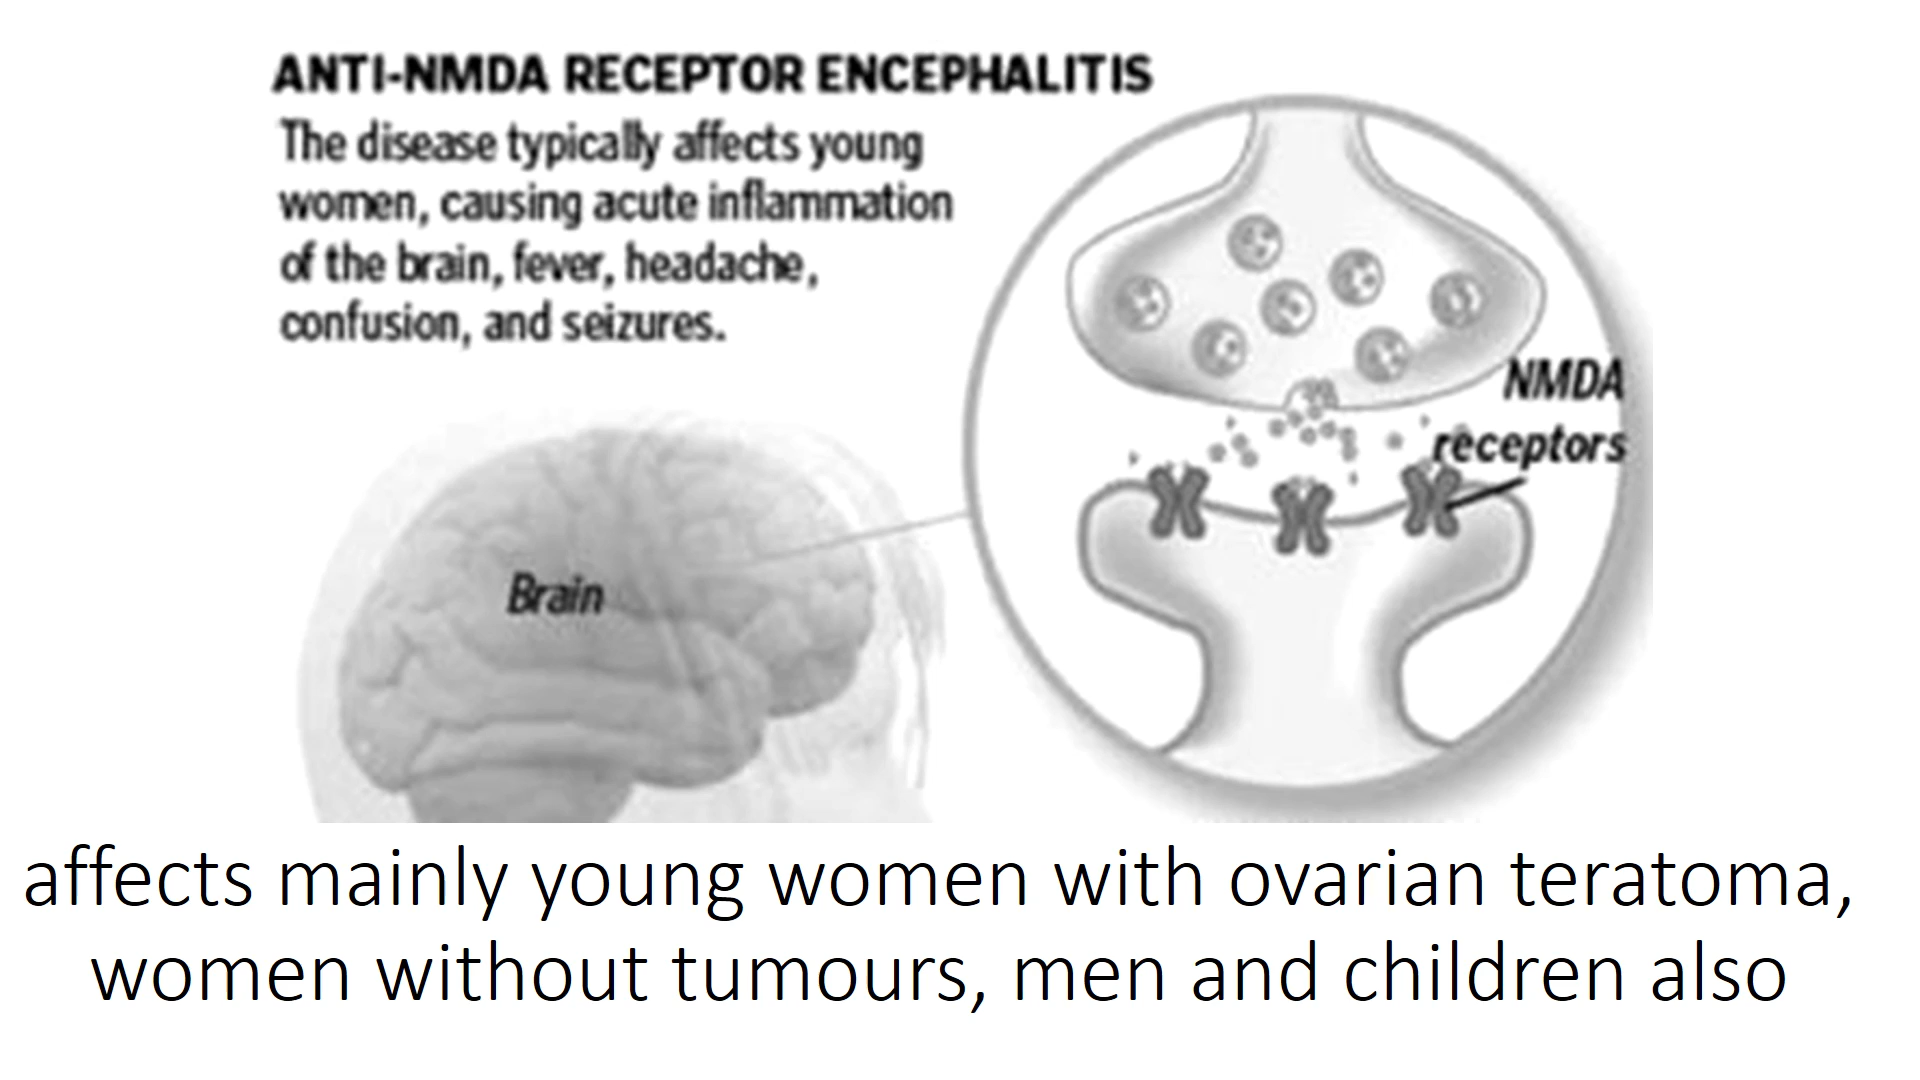 ANTI-NMDA RECEPTOR ENCEPHALITIS
The disease typically affects young
women, causing acute inflammation
of the brain, fever, headache,
confusion, and seizures.
NMDA
receptors
Brain
affects mainly young women with ovarian teratoma,
women without tumours, men and children also